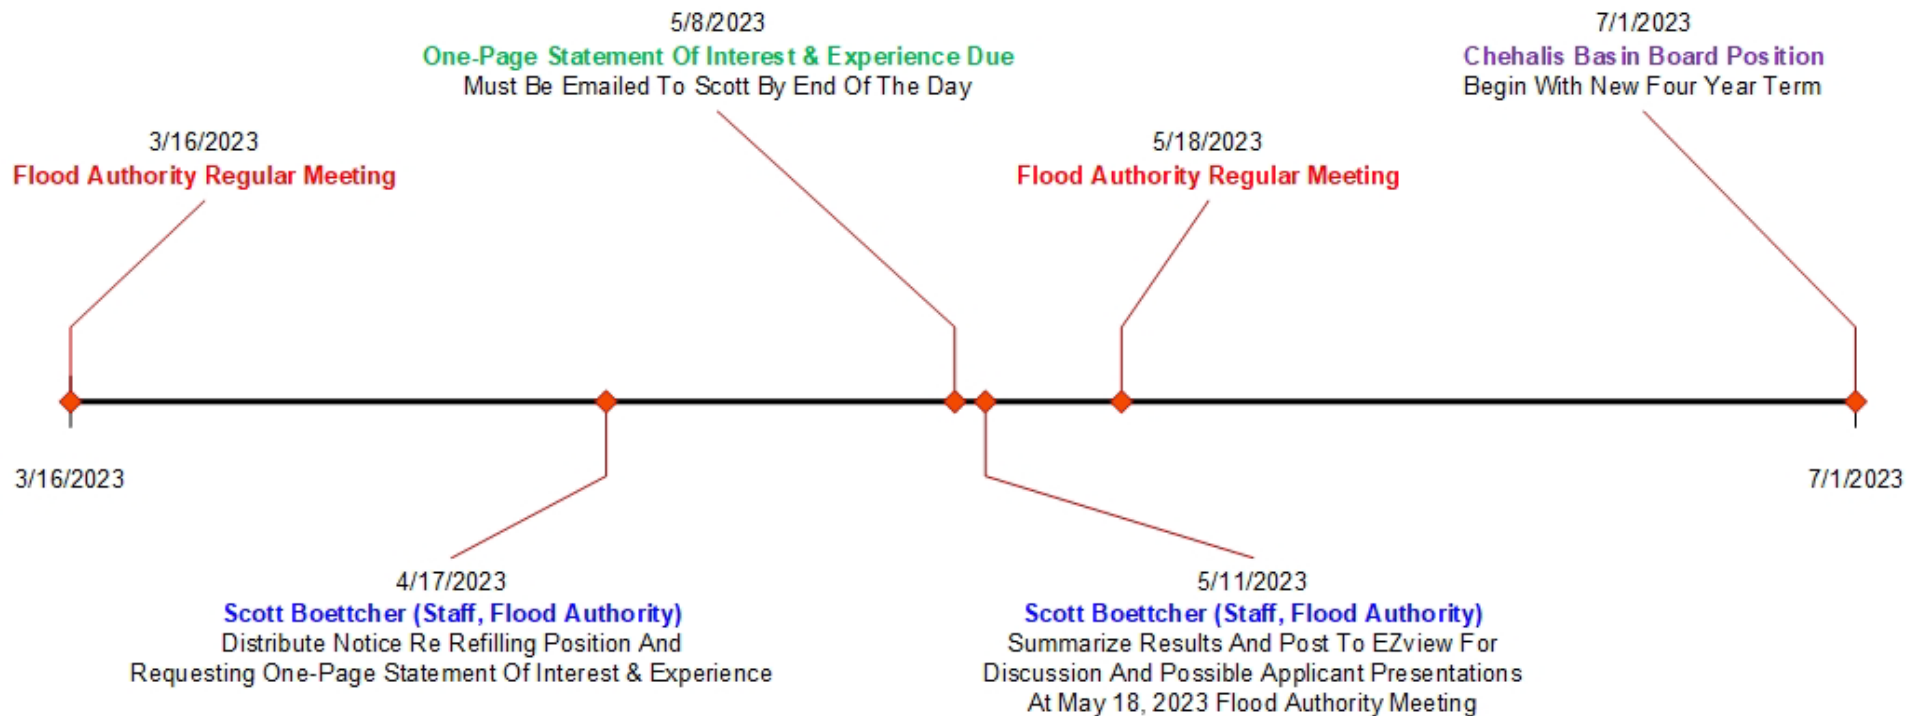 5/8/2023
One-Page Statement Of Interest & Experience Due
Must Be Emailed To Scott By End Of The Day
7/1/2023
Chehalis Basin Board Position
Begin With New Four Year Term
3/16/2023
Flood Authority Regular Meeting
5/18/2023
Flood Authority Regular Meeting
3/16/2023
7/1/2023
4/17/2023
Scott Boettcher (Staff, Flood Authority)
Distribute Notice Re Refilling Position And
Requesting One-Page Statement Of Interest & Experience
5/11/2023
Scott Boettcher (Staff, Flood Authority)
Summarize Results And Post To EZview For
Discussion And Possible Applicant Presentations
At May 18, 2023 Flood Authority Meeting